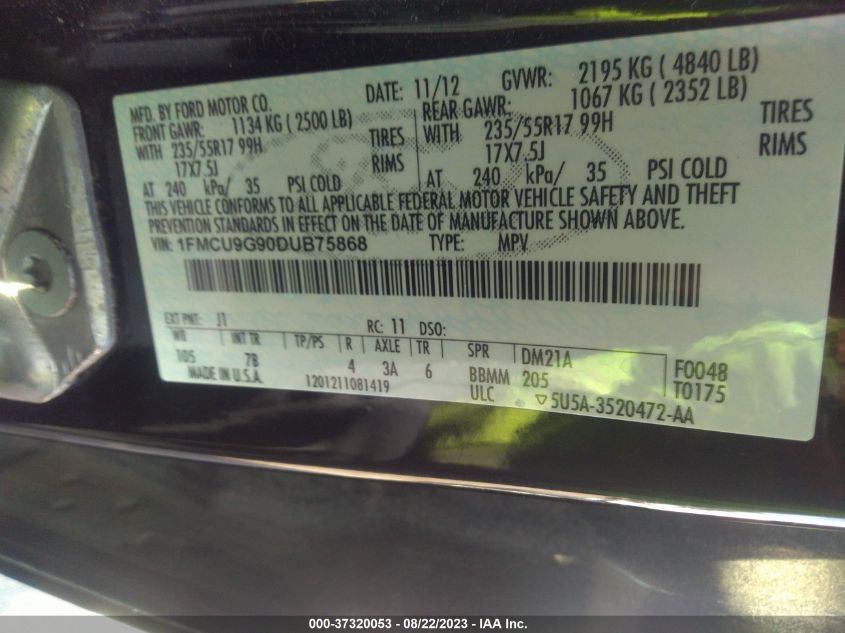 MFD. BY FORD MOTOR CO. DATE: 11/12 GVWR: 2195 KG ( 4840 LB)
FRONT GAWR: 1134 KG ( 2500 LB) REAR GAWR: 1067 KG ( 2352 LB)
WITH 235/55R17 99H TIRES WITH 235/55R17 99H TIRES
17X7.5J RIMS 17X7.5J RIMS
AT 240 kPa/ 35 PSI COLD AT 240 kPa/ 35 PSI COLD
THIS VEHICLE CONFORMS TO ALL APPLICABLE FEDERAL MOTOR VEHICLE SAFETY AND THEFT
PREVENTION STANDARDS IN EFFECT ON THE DATE OF MANUFACTURE SHOWN ABOVE.
VIN: 1FMCU9G90DUB75868 TYPE: MPV
EXT PNT: J1 RC: 11 DSO:
WB INT TR TP/PS R AXLE TR SPR DM21A F0048
105 7B 4 3A 6 BBMM 205 T0175
MADE IN U.S.A. 1201211081419 ULC ▽5U5A-3520472-AA
000-37320053 - 08/22/2023 - IAA Inc.